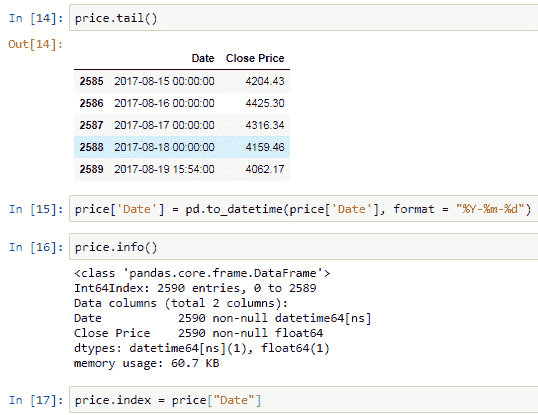 In [14]: price.tail()
Out[14]:
Date Close Price
2585 2017-08-15 00:00:00 4204.43
2586 2017-08-16 00:00:00 4425.30
2587 2017-08-17 00:00:00 4316.34
2588 2017-08-18 00:00:00 4159.46
2589 2017-08-19 15:54:00 4062.17
In [15]: price['Date'] = pd.to_datetime(price['Date'], format = "%Y-%m-%d")
In [16]: price.info()
<class 'pandas.core.frame.DataFrame'>
Int64Index: 2590 entries, 0 to 2589
Data columns (total 2 columns):
Date 2590 non-null datetime64[ns]
Close Price 2590 non-null float64
dtypes: datetime64[ns](1), float64(1)
memory usage: 60.7 KB
In [17]: price.index = price["Date"]